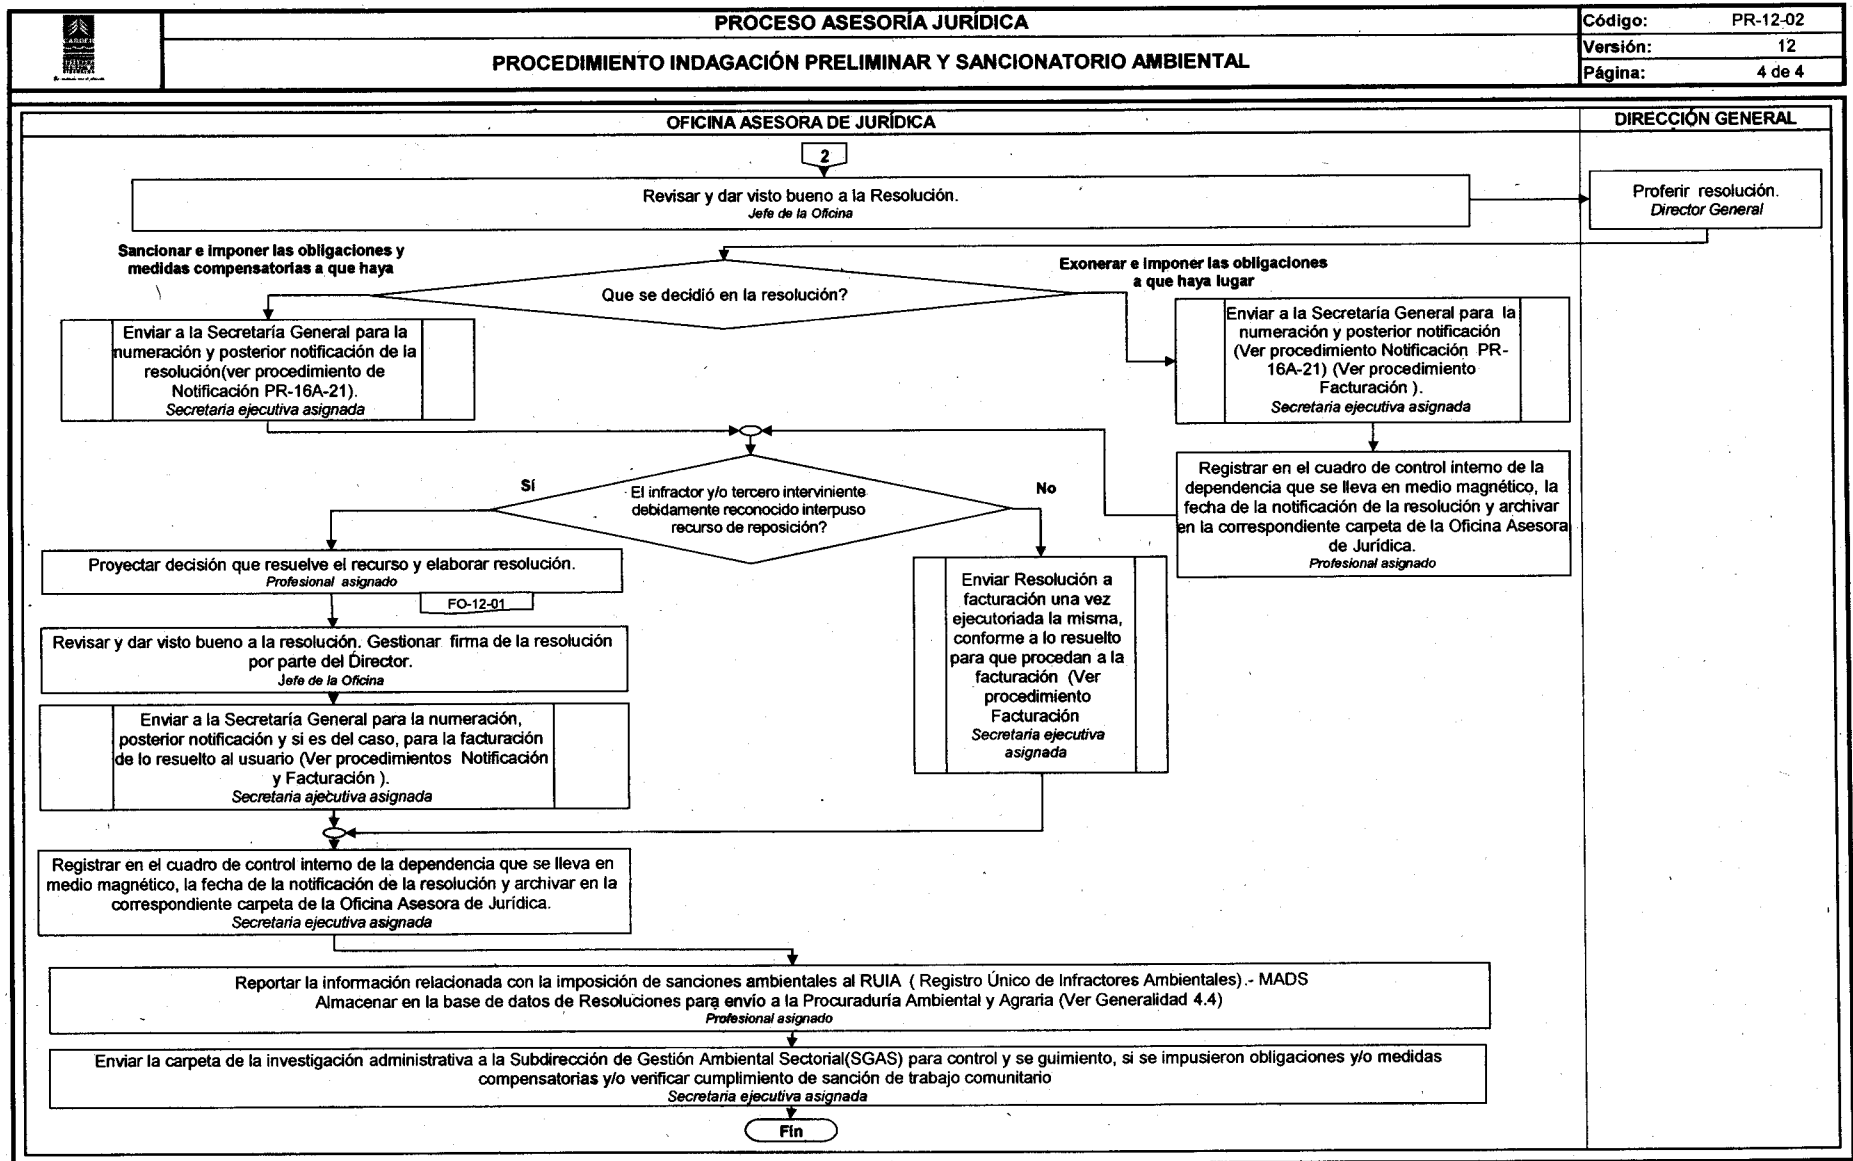 CARDER
PROCESO ASESORÍA JURÍDICA
PROCEDIMIENTO INDAGACIÓN PRELIMINAR Y SANCIONATORIO AMBIENTAL
Código: PR-12-02
Versión: 12
Página: 4 de 4
OFICINA ASESORA DE JURÍDICA
DIRECCIÓN GENERAL
2
Revisar y dar visto bueno a la Resolución.
Jefe de la Oficina
Proferir resolución.
Director General
Sancionar e imponer las obligaciones y
medidas compensatorias a que haya
Que se decidió en la resolución?
Exonerar e imponer las obligaciones
a que haya lugar
Enviar a la Secretaría General para la
numeración y posterior notificación de la
resolución(ver procedimiento de
Notificación PR-16A-21).
Secretaria ejecutiva asignada
Enviar a la Secretaría General para la
numeración y posterior notificación
(Ver procedimiento Notificación PR-
16A-21) (Ver procedimiento
Facturación ).
Secretaria ejecutiva asignada
Registrar en el cuadro de control interno de la
dependencia que se lleva en medio magnético, la
fecha de la notificación de la resolución y archivar
en la correspondiente carpeta de la Oficina Asesora
de Jurídica.
Profesional asignado
Sí
El infractor y/o tercero interviniente
debidamente reconocido interpuso
recurso de reposición?
No
Proyectar decisión que resuelve el recurso y elaborar resolución.
Profesional asignado
FO-12-01
Revisar y dar visto bueno a la resolución. Gestionar firma de la resolución
por parte del Director.
Jefe de la Oficina
Enviar a la Secretaría General para la numeración,
posterior notificación y si es del caso, para la facturación
de lo resuelto al usuario (Ver procedimientos Notificación
y Facturación ).
Secretaria ajecutiva asignada
Enviar Resolución a
facturación una vez
ejecutoriada la misma,
conforme a lo resuelto
para que procedan a la
facturación (Ver
procedimiento
Facturación
Secretaria ejecutiva
asignada
Registrar en el cuadro de control interno de la dependencia que se lleva en
medio magnético, la fecha de la notificación de la resolución y archivar en la
correspondiente carpeta de la Oficina Asesora de Jurídica.
Secretaria ejecutiva asignada
Reportar la información relacionada con la imposición de sanciones ambientales al RUIA ( Registro Único de Infractores Ambientales).- MADS
Almacenar en la base de datos de Resoluciones para envío a la Procuraduría Ambiental y Agraria (Ver Generalidad 4.4)
Profesional asignado
Enviar la carpeta de la investigación administrativa a la Subdirección de Gestión Ambiental Sectorial(SGAS) para control y se guimiento, si se impusieron obligaciones y/o medidas
compensatorias y/o verificar cumplimiento de sanción de trabajo comunitario
Secretaria ejecutiva asignada
Fin